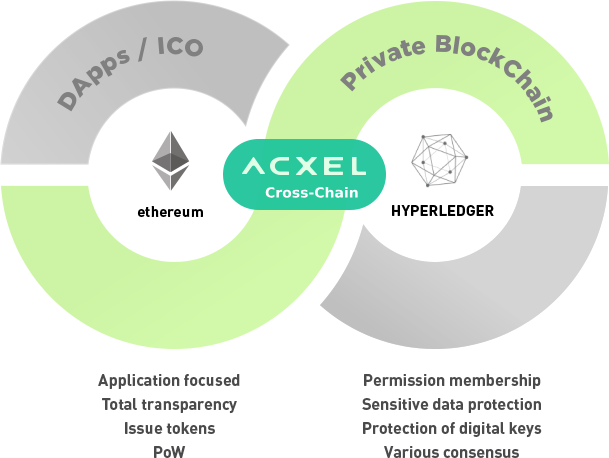 DApps / ICO
Private BlockChain
ACXEL
Cross-Chain
ethereum
HYPERLEDGER
Application focused
Total transparency
Issue tokens
PoW
Permission membership
Sensitive data protection
Protection of digital keys
Various consensus